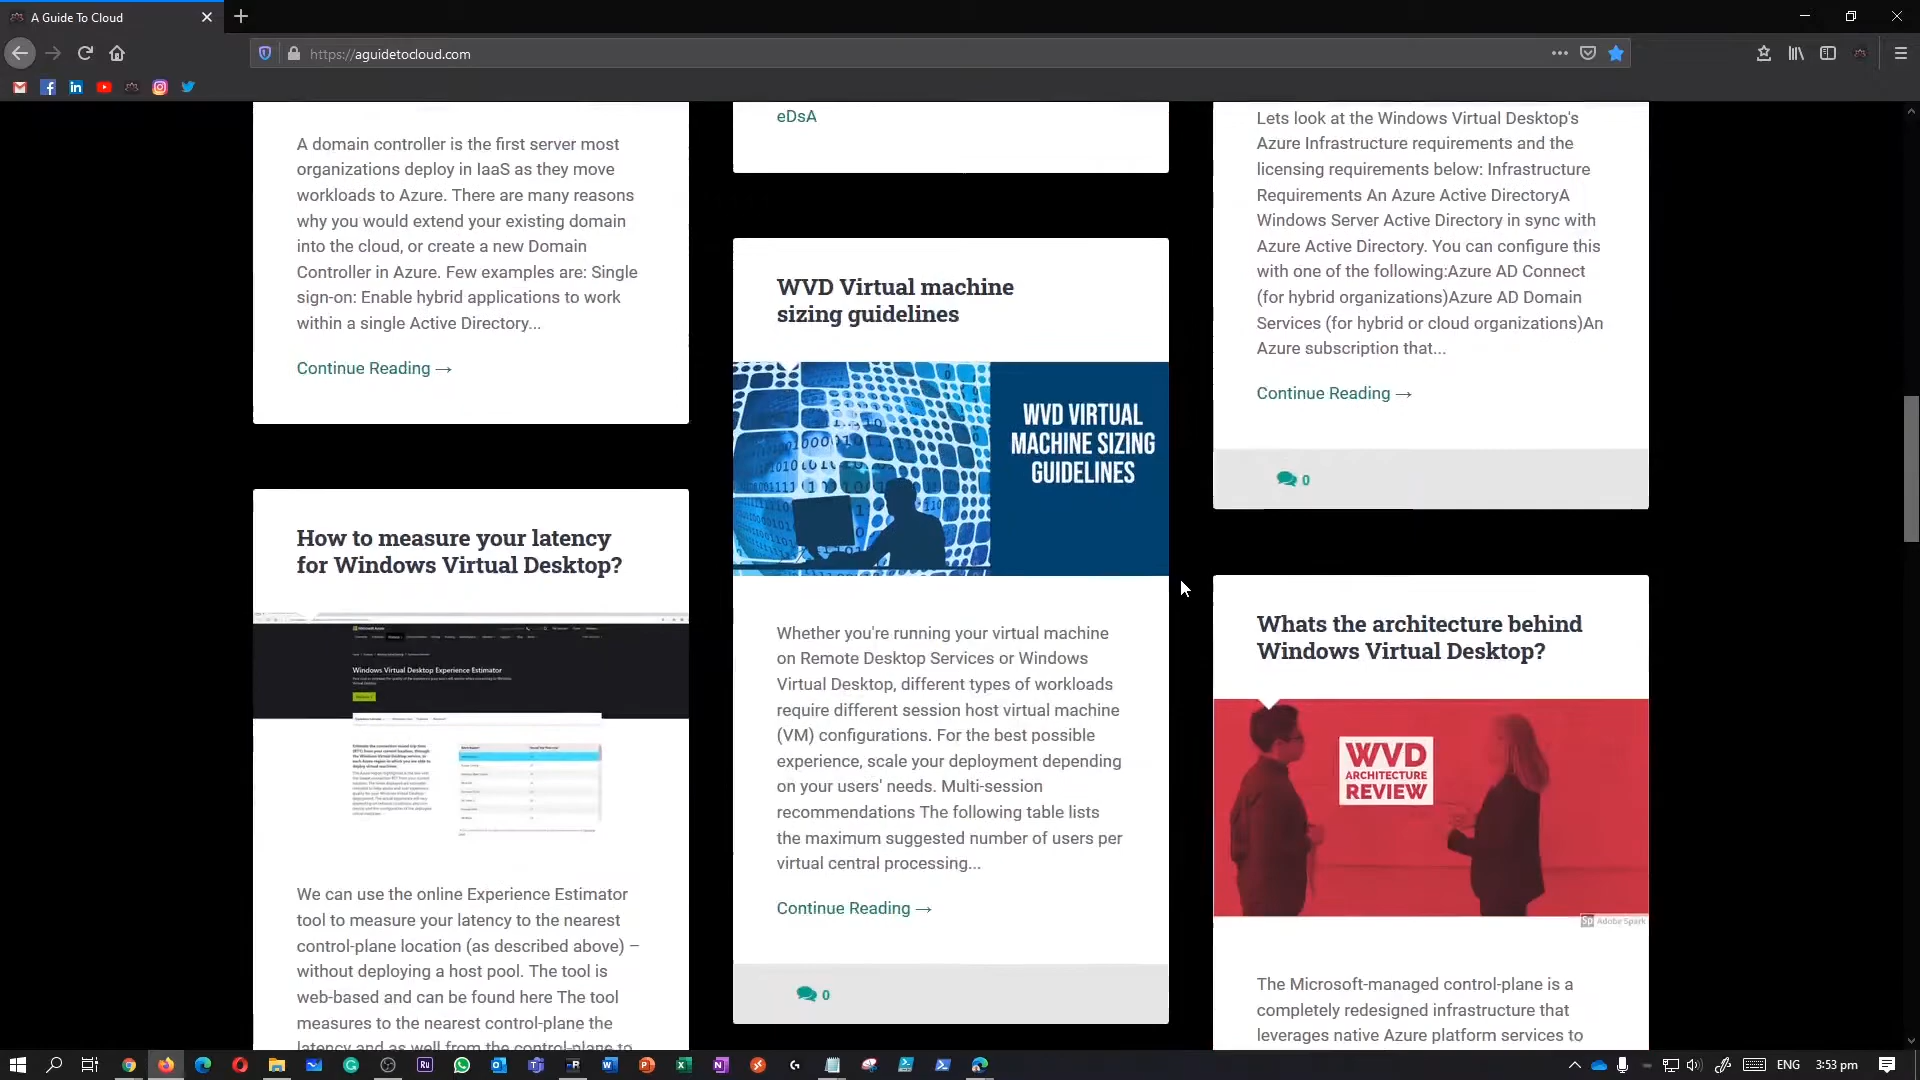 A Guide To Cloud
https://aguidetocloud.com
A domain controller is the first server most
organizations deploy in IaaS as they move
workloads to Azure. There are many reasons
why you would extend your existing domain
into the cloud, or create a new Domain
Controller in Azure. Few examples are: Single
sign-on: Enable hybrid applications to work
within a single Active Directory...
Continue Reading →
How to measure your latency
for Windows Virtual Desktop?
Windows Virtual Desktop Experience Estimator
We can use the online Experience Estimator
tool to measure your latency to the nearest
control-plane location (as described above) –
without deploying a host pool. The tool is
web-based and can be found here The tool
measures to the nearest control-plane the
latency and as well from the control-plane to
eDsA
WVD Virtual machine
sizing guidelines
WVD VIRTUAL
MACHINE SIZING
GUIDELINES
Whether you're running your virtual machine
on Remote Desktop Services or Windows
Virtual Desktop, different types of workloads
require different session host virtual machine
(VM) configurations. For the best possible
experience, scale your deployment depending
on your users' needs. Multi-session
recommendations The following table lists
the maximum suggested number of users per
virtual central processing...
Continue Reading →
0
Lets look at the Windows Virtual Desktop's
Azure Infrastructure requirements and the
licensing requirements below: Infrastructure
Requirements An Azure Active DirectoryA
Windows Server Active Directory in sync with
Azure Active Directory. You can configure this
with one of the following:Azure AD Connect
(for hybrid organizations)Azure AD Domain
Services (for hybrid or cloud organizations)An
Azure subscription that...
Continue Reading →
0
Whats the architecture behind
Windows Virtual Desktop?
WVD
ARCHITECTURE
REVIEW
Sp Adobe Spark
The Microsoft-managed control-plane is a
completely redesigned infrastructure that
leverages native Azure platform services to
ENG
3:53 pm